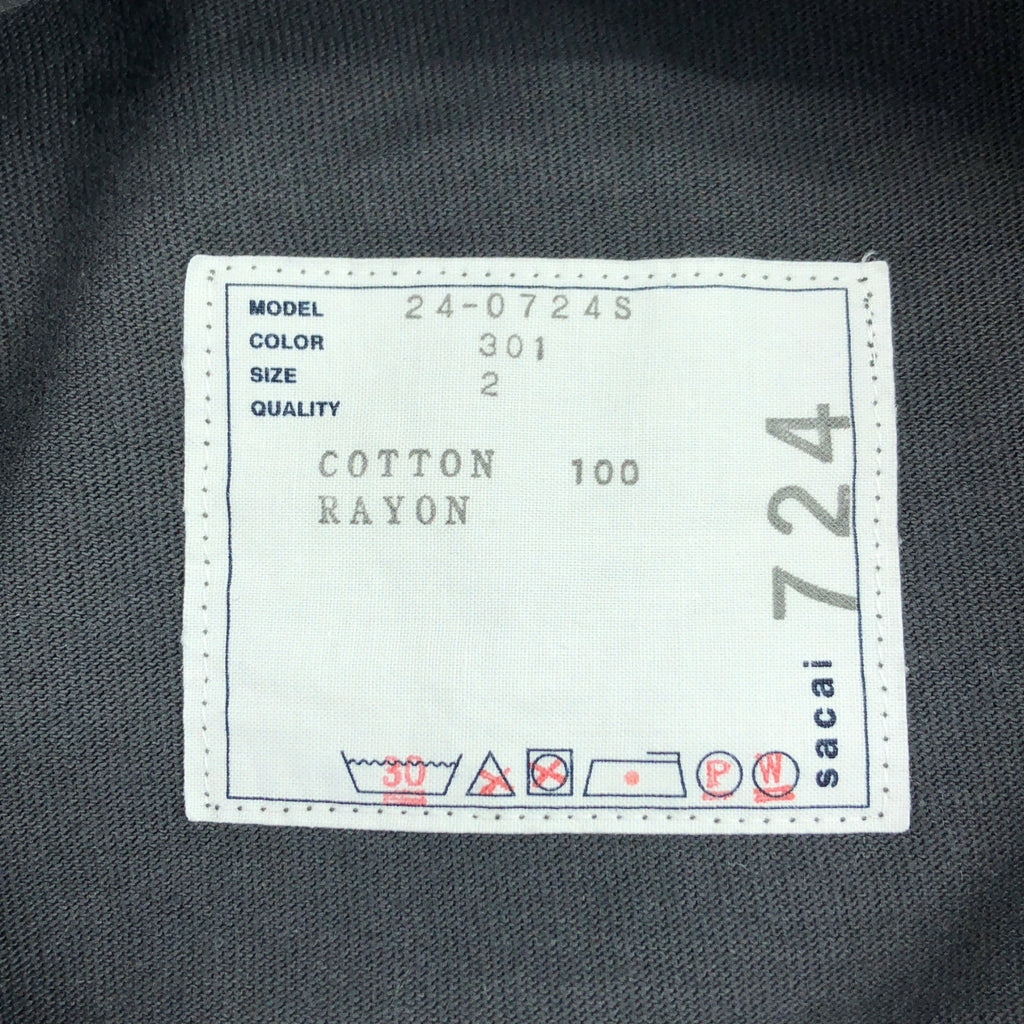 MODEL 24-0724S
COLOR 301
SIZE 2
QUALITY
COTTON 100
RAYON
724
sacai
30
P
W